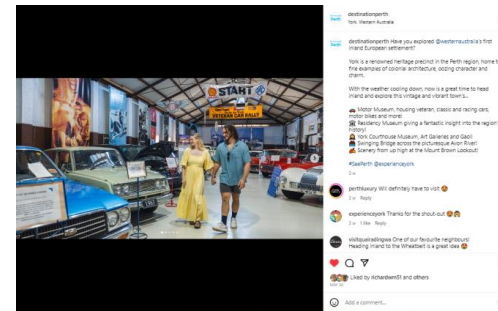 START
VETERAN CAR RALLY
destinationperth
York, Western Australia
destinationperth Have you explored @westernaustralia's first
inland European settlement?
York is a renowned heritage precinct in the Perth region, home to
fine examples of colonial architecture, oozing character and
charm.
With the weather cooling down, now is a great time to head
inland and explore this vintage and vibrant town...
🚗 Motor Museum, housing veteran, classic and racing cars,
motor bikes and more!
🏛 Residency Museum giving a fantastic insight into the region's
history!
York Courthouse Museum, Art Galleries and Gaol!
Swinging Bridge across the picturesque Avon River!
Scenery from up high at the Mount Brown Lookout!
#SeePerth @experienceyork
perthluxury Will definitely have to visit 😍
Reply
experienceyork Thanks for the shout-out 😍
1 like Reply
visitqueiradingwa One of our favourite neighbours!
Heading inland to the Wheatbelt is a great idea 😍
Liked by richardwm51 and others
Add a comment...